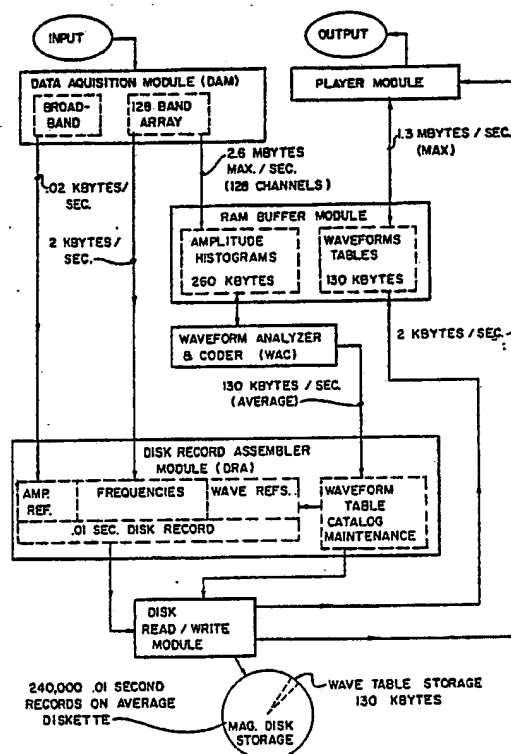 INPUT
OUTPUT
DATA AQUISITION MODULE (DAM)
BROAD-
BAND
128 BAND
ARRAY
PLAYER MODULE
2.6 MBYTES
MAX./SEC.
(128 CHANNELS)
1.3 MBYTES / SEC.
(MAX)
.02 KBYTES/
SEC.
2 KBYTES/
SEC.
RAM BUFFER MODULE
AMPLITUDE
HISTOGRAMS
260 KBYTES
WAVEFORMS
TABLES
130 KBYTES
WAVEFORM ANALYZER
& CODER (WAC)
2 KBYTES/SEC.
130 KBYTES/SEC.
(AVERAGE)
DISK RECORD ASSEMBLER
MODULE (DRA)
AMP.
REF.
FREQUENCIES
WAVE REFS..
.01 SEC. DISK RECORD
WAVEFORM
TABLE
CATALOG
MAINTENANCE
DISK
READ / WRITE
MODULE
240,000 .01 SECOND
RECORDS ON AVERAGE
DISKETTE
WAVE TABLE STORAGE
130 KBYTES
MAG. DISK
STORAGE